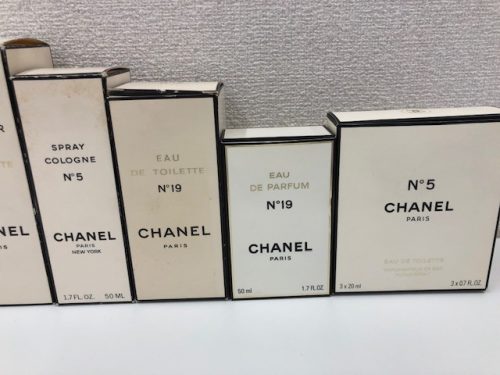 R
SPRAY
COLOGNE
N°5
CHANEL
PARIS
NEW YORK
1.7 FL. OZ. 50 ML
EAU
DE TOILETTE
N°19
CHANEL
PARIS
EAU
DE PARFUM
N°19
CHANEL
PARIS
50 ml 1.7 FL. OZ.
N°5
CHANEL
PARIS
EAU DE TOILETTE
3 x 20 ml 3 x 0.7 FL. OZ.